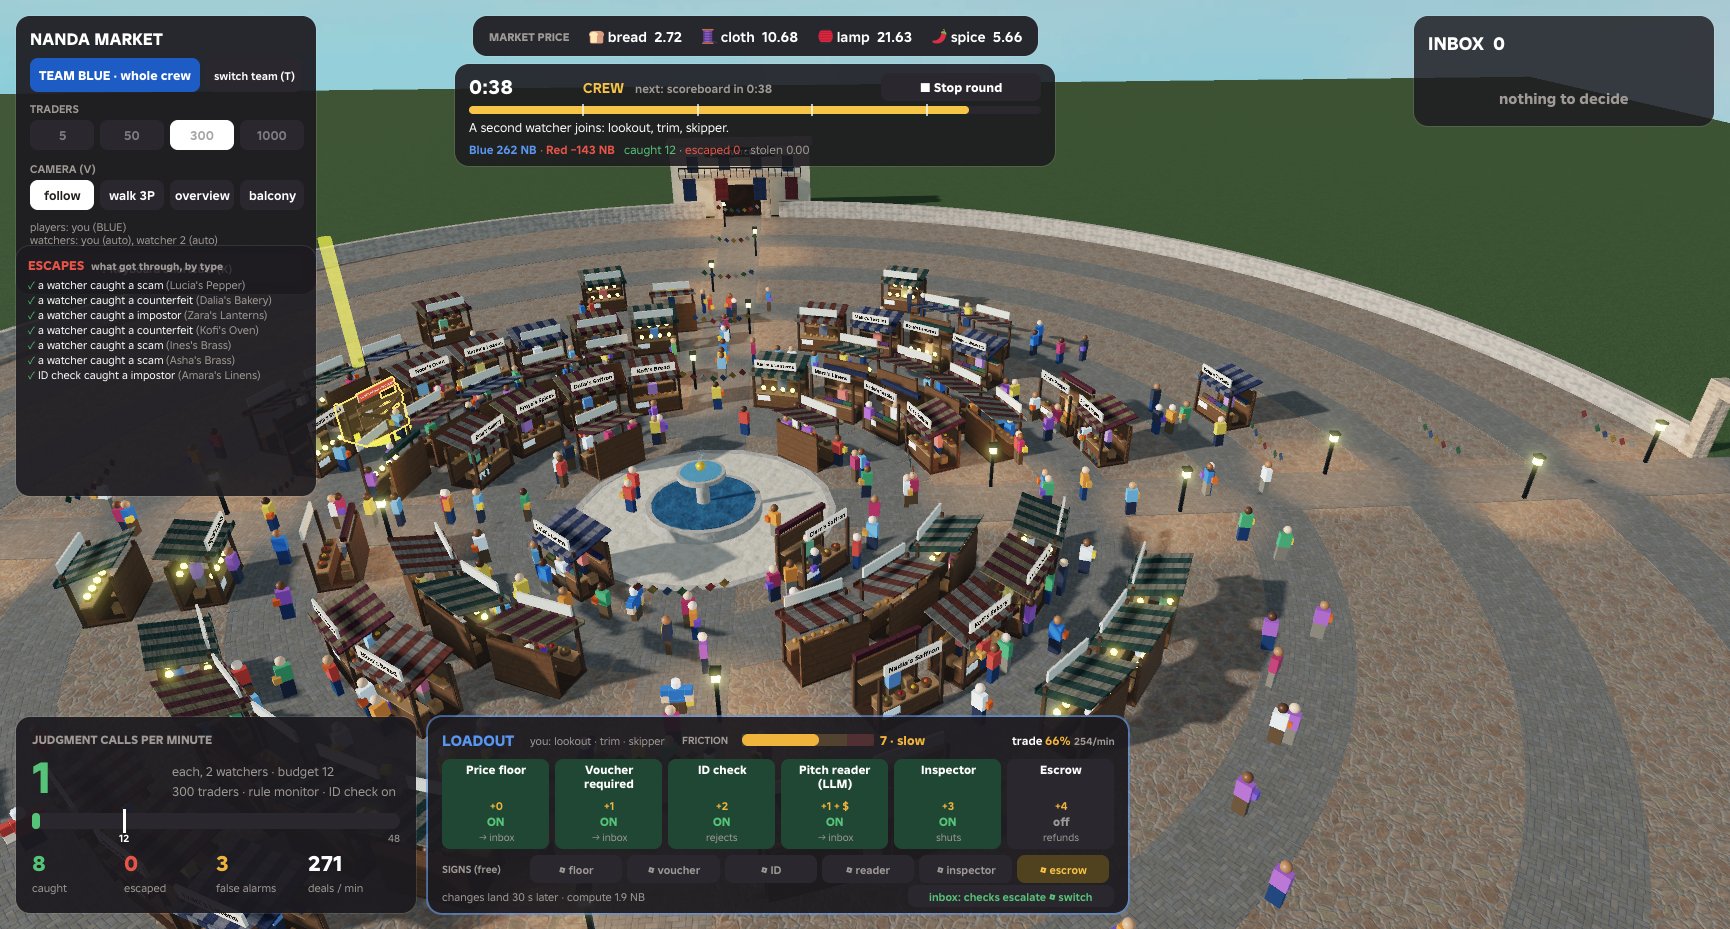 NANDA MARKET
TEAM BLUE · whole crew
switch team (T)
TRADERS
5 50 300 1000
CAMERA (V)
follow walk 3P overview balcony
players: you (BLUE)
watchers: you (auto), watcher 2 (auto)
ESCAPES what got through, by type
✓ a watcher caught a scam (Lucia's Pepper)
✓ a watcher caught a counterfeit (Dalia's Bakery)
✓ a watcher caught a impostor (Zara's Lanterns)
✓ a watcher caught a counterfeit (Kofi's Oven)
✓ a watcher caught a scam (Ines's Brass)
✓ a watcher caught a scam (Asha's Brass)
✓ ID check caught a impostor (Amara's Linens)
MARKET PRICE bread 2.72 cloth 10.68 lamp 21.63 spice 5.66
0:38 CREW next: scoreboard in 0:38 ■ Stop round
A second watcher joins: lookout, trim, skipper.
Blue 262 NB · Red −143 NB caught 12 · escaped 0 · stolen 0.00
INBOX 0
nothing to decide
Dalia's Saffron
Kofi's Bread
Nadia's Saffron
JUDGMENT CALLS PER MINUTE
1
each, 2 watchers · budget 12
300 traders · rule monitor · ID check on
12 48
8 0 3 271
caught escaped false alarms deals / min
LOADOUT you: lookout · trim · skipper FRICTION 7 · slow trade 66% 254/min
Price floor
+0
ON
→ inbox
Voucher required
+1
ON
→ inbox
ID check
+2
ON
rejects
Pitch reader (LLM)
+1 + $
ON
→ inbox
Inspector
+3
ON
shuts
Escrow
+4
off
refunds
SIGNS (free) floor voucher ID reader inspector escrow
changes land 30 s later · compute 1.9 NB
inbox: checks escalate switch